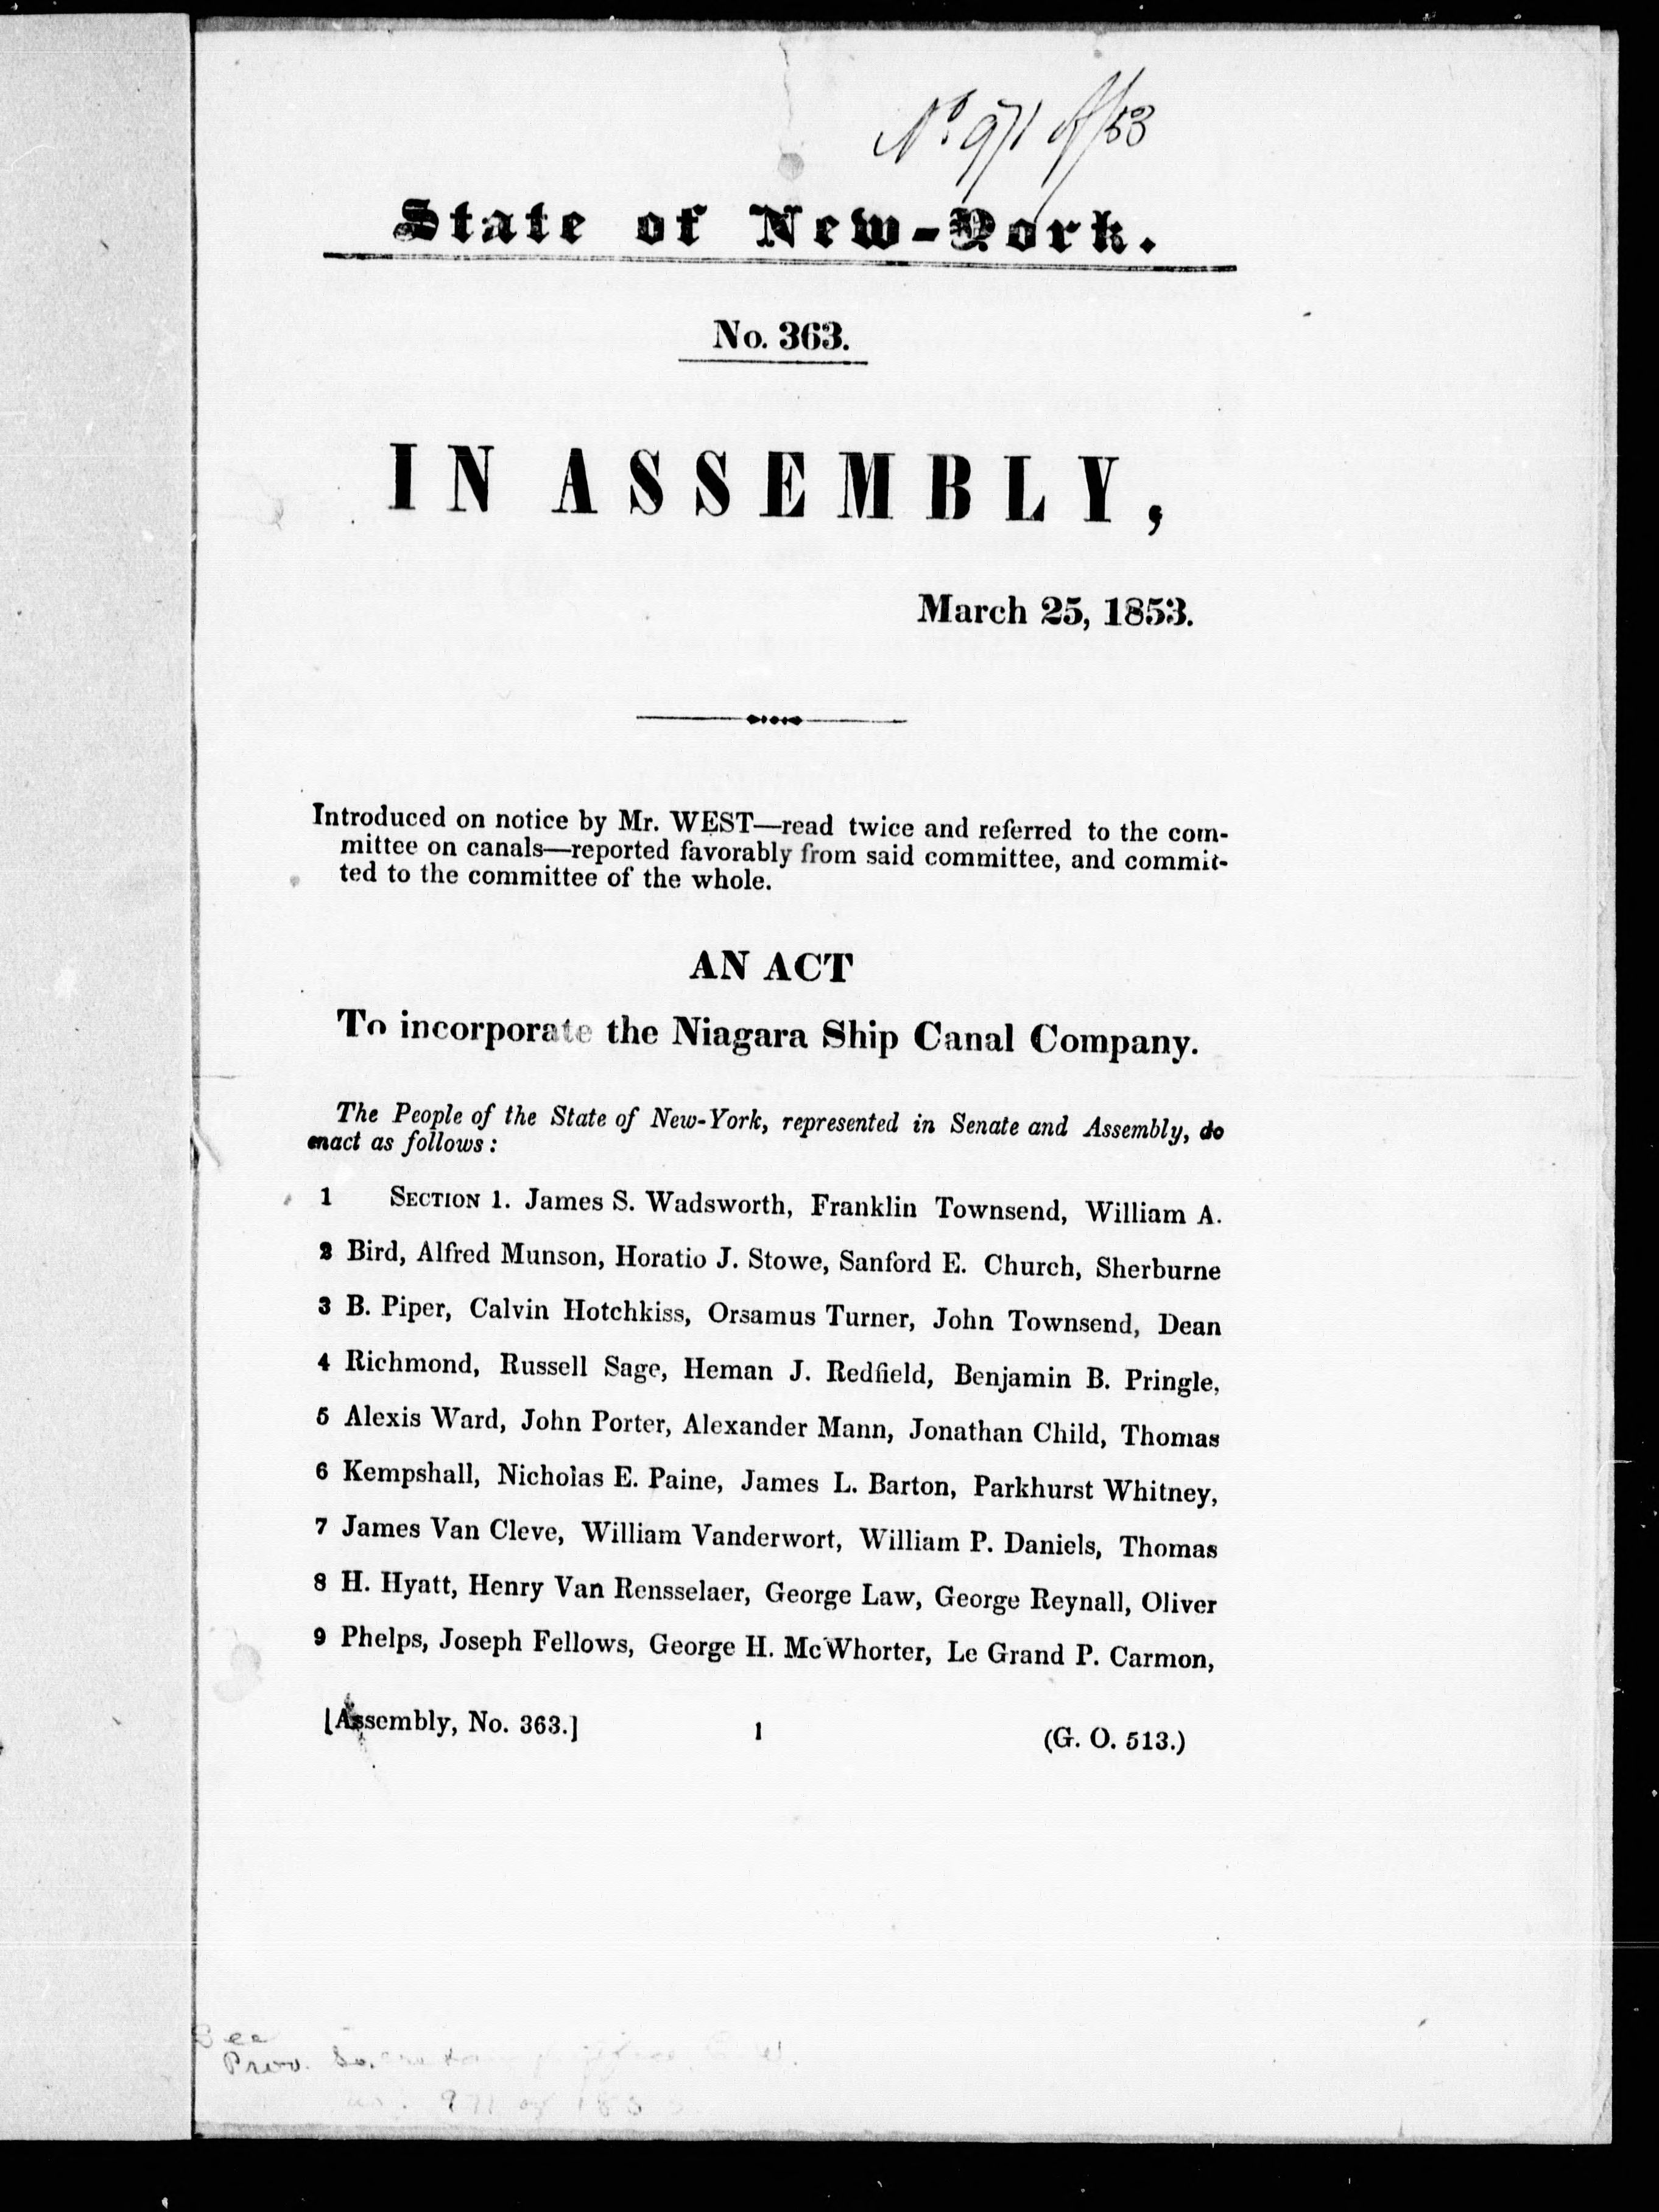 No. 971 of/53
State of New-York.
No. 363.
IN ASSEMBLY,
March 25, 1853.
Introduced on notice by Mr. WEST—read twice and referred to the com-
mittee on canals—reported favorably from said committee, and commit-
ted to the committee of the whole.
AN ACT
To incorporate the Niagara Ship Canal Company.
The People of the State of New-York, represented in Senate and Assembly, do
enact as follows:
1 SECTION 1. James S. Wadsworth, Franklin Townsend, William A.
2 Bird, Alfred Munson, Horatio J. Stowe, Sanford E. Church, Sherburne
3 B. Piper, Calvin Hotchkiss, Orsamus Turner, John Townsend, Dean
4 Richmond, Russell Sage, Heman J. Redfield, Benjamin B. Pringle,
5 Alexis Ward, John Porter, Alexander Mann, Jonathan Child, Thomas
6 Kempshall, Nicholas E. Paine, James L. Barton, Parkhurst Whitney,
7 James Van Cleve, William Vanderwort, William P. Daniels, Thomas
8 H. Hyatt, Henry Van Rensselaer, George Law, George Reynall, Oliver
9 Phelps, Joseph Fellows, George H. McWhorter, Le Grand P. Carmon,
[Assembly, No. 363.] 1 (G. O. 513.)
See
Prov.
971 of 185